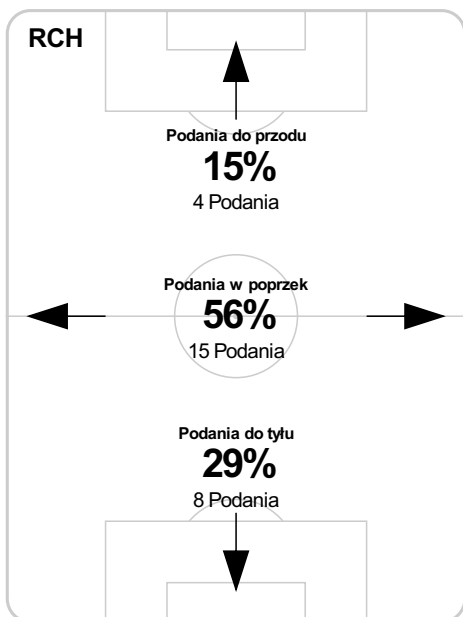 RCH
Podania do przodu
15%
4 Podania
Podania w poprzek
56%
15 Podania
Podania do tyłu
29%
8 Podania